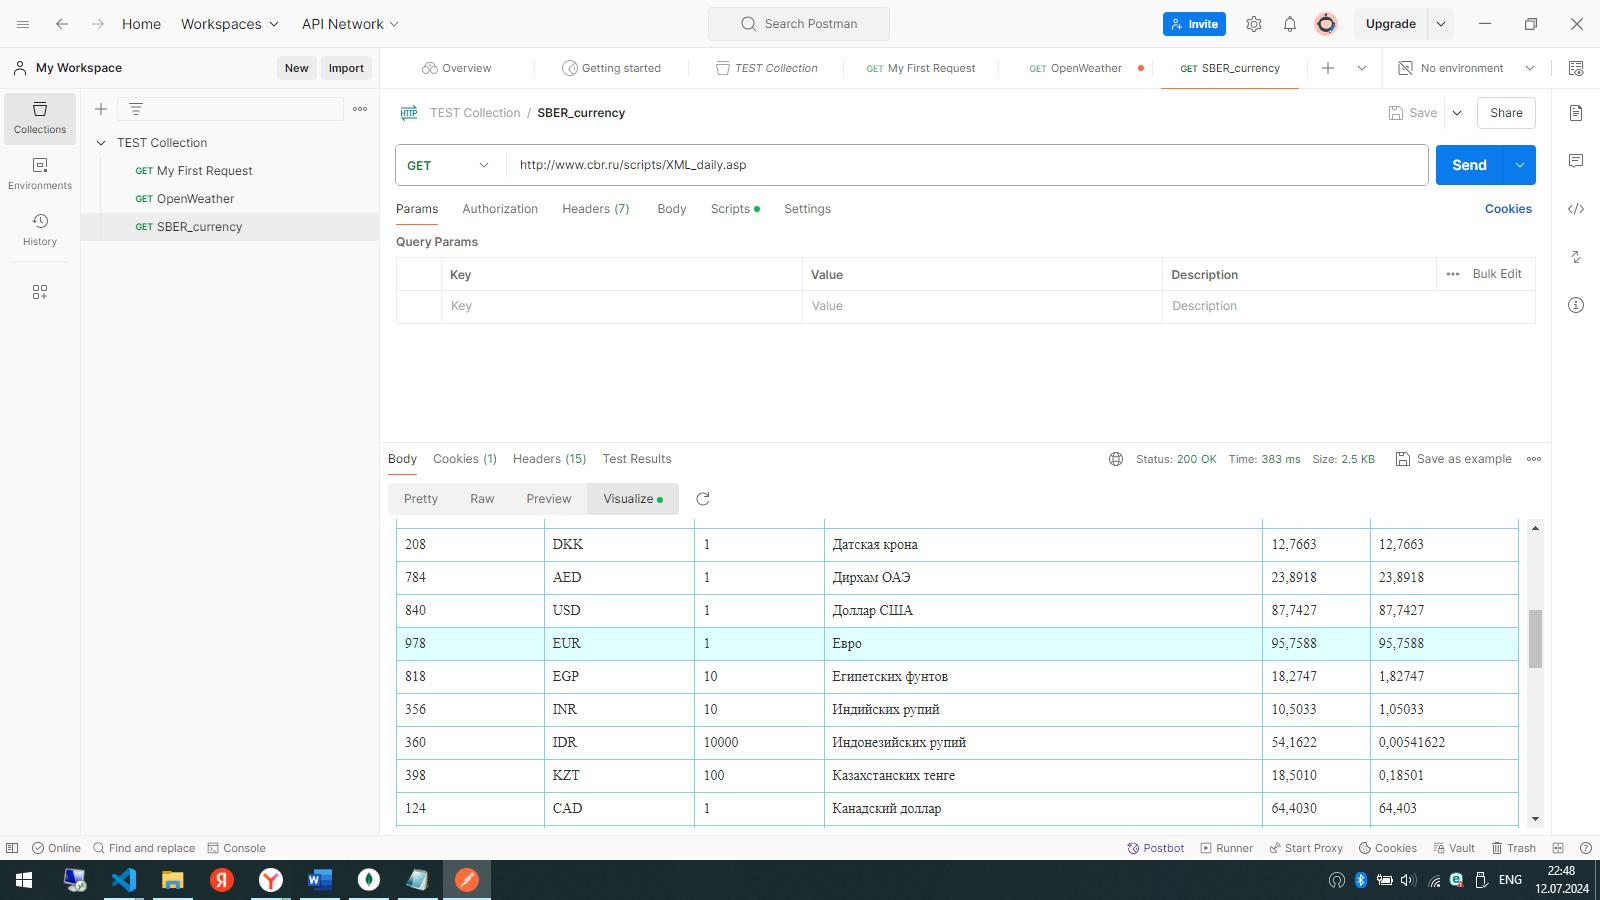 Home Workspaces API Network Search Postman Invite Upgrade
My Workspace New Import Overview Getting started TEST Collection GET My First Request GET OpenWeather GET SBER_currency No environment
Collections
Environments
History
TEST Collection
GET My First Request
GET OpenWeather
GET SBER_currency
HTTP TEST Collection / SBER_currency Save Share
GET http://www.cbr.ru/scripts/XML_daily.asp Send
Params Authorization Headers (7) Body Scripts Settings Cookies
Query Params
Key Value Description Bulk Edit
Key Value Description
Body Cookies (1) Headers (15) Test Results Status: 200 OK Time: 383 ms Size: 2.5 KB Save as example
Pretty Raw Preview Visualize
208 DKK 1 Датская крона 12,7663 12,7663
784 AED 1 Дирхам ОАЭ 23,8918 23,8918
840 USD 1 Доллар США 87,7427 87,7427
978 EUR 1 Евро 95,7588 95,7588
818 EGP 10 Египетских фунтов 18,2747 1,82747
356 INR 10 Индийских рупий 10,5033 1,05033
360 IDR 10000 Индонезийских рупий 54,1622 0,00541622
398 KZT 100 Казахстанских тенге 18,5010 0,18501
124 CAD 1 Канадский доллар 64,4030 64,403
Online Find and replace Console Postbot Runner Start Proxy Cookies Vault Trash
ENG 22:48
12.07.2024